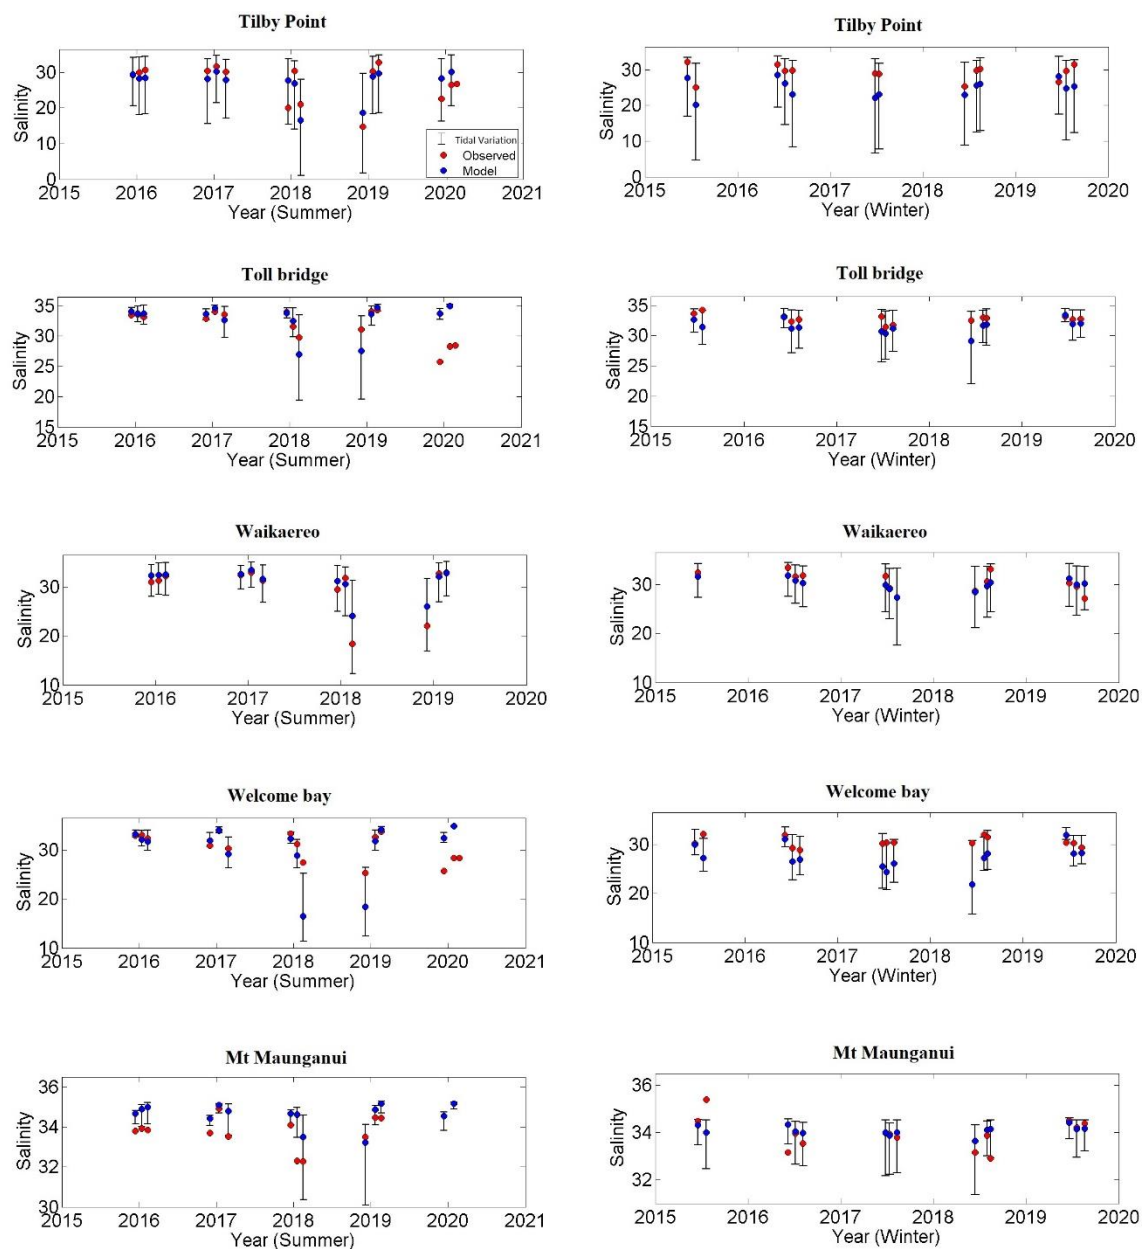 Tilby Point
Salinity
30
20
10
0
Tidal Variation
Observed
Model
2015 2016 2017 2018 2019 2020 2021
Year (Summer)
Tilby Point
Salinity
30
20
10
0
2015 2016 2017 2018 2019 2020
Year (Winter)
Toll bridge
Salinity
35
30
25
20
15
2015 2016 2017 2018 2019 2020 2021
Year (Summer)
Toll bridge
Salinity
35
30
25
20
15
2015 2016 2017 2018 2019 2020
Year (Winter)
Waikaereo
Salinity
30
20
10
2015 2016 2017 2018 2019 2020
Year (Summer)
Waikaereo
Salinity
30
20
10
2015 2016 2017 2018 2019 2020
Year (Winter)
Welcome bay
Salinity
30
20
10
2015 2016 2017 2018 2019 2020 2021
Year (Summer)
Welcome bay
Salinity
30
20
10
2015 2016 2017 2018 2019 2020
Year (Winter)
Mt Maunganui
Salinity
36
34
32
30
2015 2016 2017 2018 2019 2020 2021
Year (Summer)
Mt Maunganui
Salinity
36
34
32
2015 2016 2017 2018 2019 2020
Year (Winter)